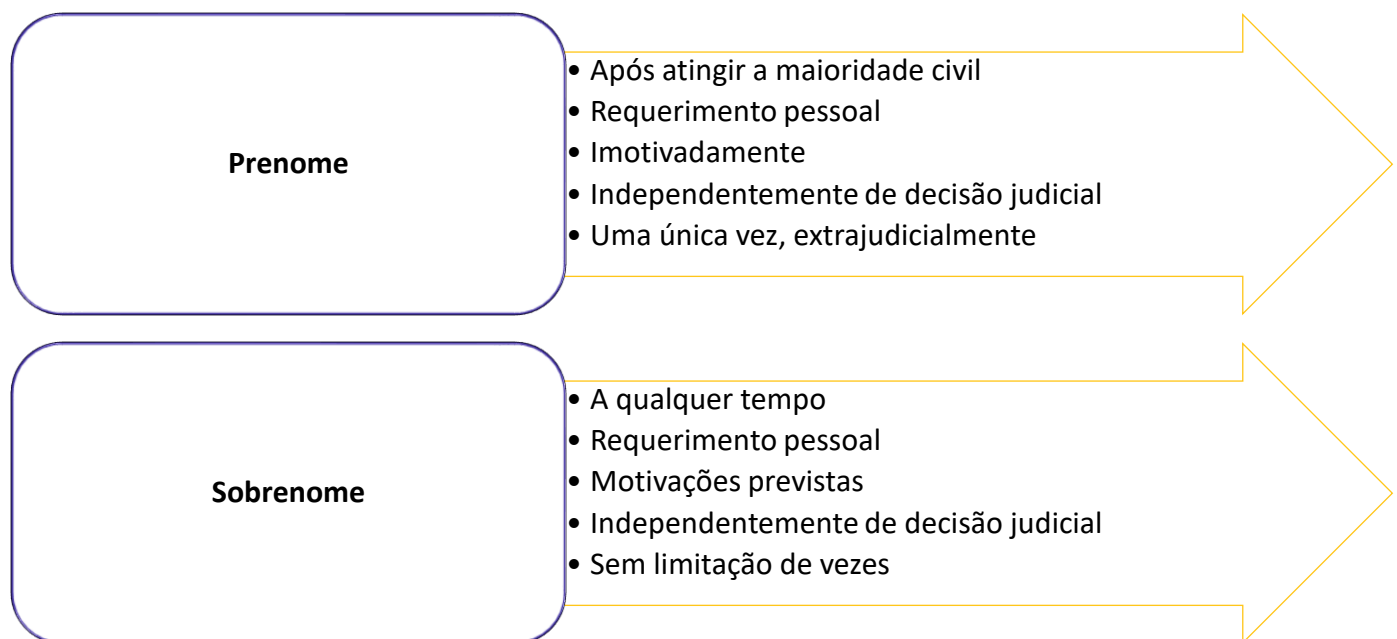 Prenome
• Após atingir a maioridade civil
• Requerimento pessoal
• Imotivadamente
• Independentemente de decisão judicial
• Uma única vez, extrajudicialmente
Sobrenome
• A qualquer tempo
• Requerimento pessoal
• Motivações previstas
• Independentemente de decisão judicial
• Sem limitação de vezes